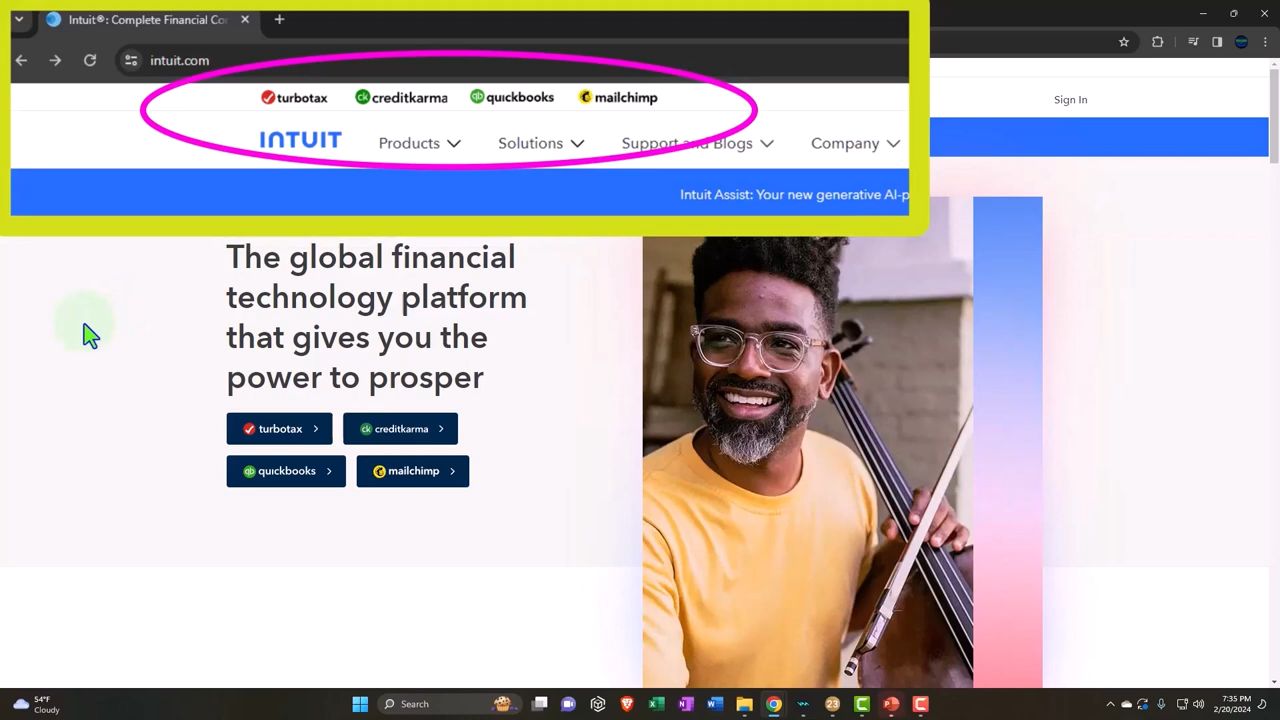 Intuit®: Complete Financial Co
intuit.com
turbotax creditkarma quickbooks mailchimp
INTUIT Products Solutions Support and Blogs Company
Sign In
Intuit Assist: Your new generative AI-p
The global financial
technology platform
that gives you the
power to prosper
turbotax creditkarma
quickbooks mailchimp
54°F
Cloudy
Search
23
7:35 PM
2/20/2024